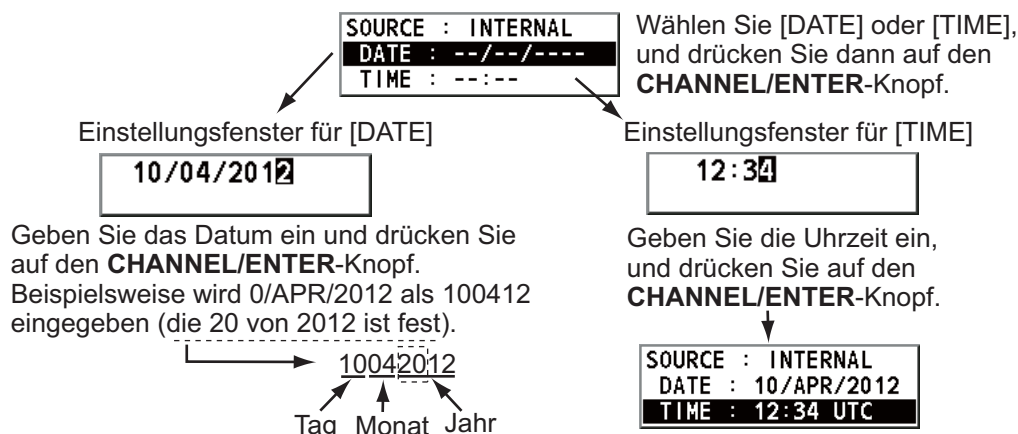 SOURCE : INTERNAL
DATE : --/--/----
TIME : --:--
Wählen Sie [DATE] oder [TIME],
und drücken Sie dann auf den
CHANNEL/ENTER-Knopf.
Einstellungsfenster für [DATE]
10/04/2012
Geben Sie das Datum ein und drücken Sie
auf den CHANNEL/ENTER-Knopf.
Beispielsweise wird 0/APR/2012 als 100412
eingegeben (die 20 von 2012 ist fest).
10042012
Tag Monat Jahr
Einstellungsfenster für [TIME]
12:34
Geben Sie die Uhrzeit ein,
und drücken Sie auf den
CHANNEL/ENTER-Knopf.
SOURCE : INTERNAL
DATE : 10/APR/2012
TIME : 12:34 UTC